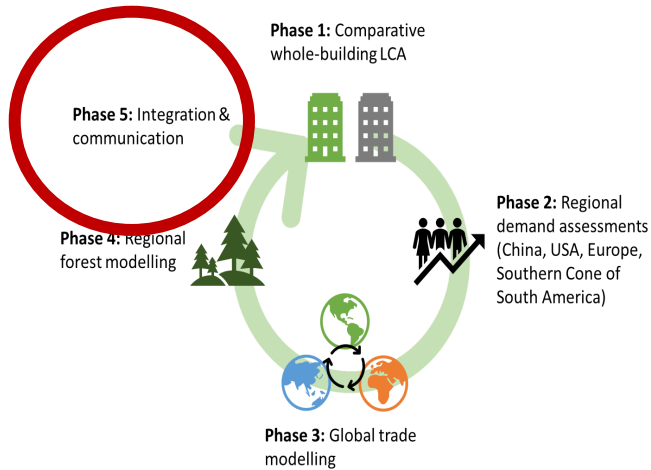 Phase 1: Comparative
whole-building LCA
Phase 2: Regional
demand assessments
(China, USA, Europe,
Southern Cone of
South America)
Phase 3: Global trade
modelling
Phase 4: Regional
forest modelling
Phase 5: Integration &
communication